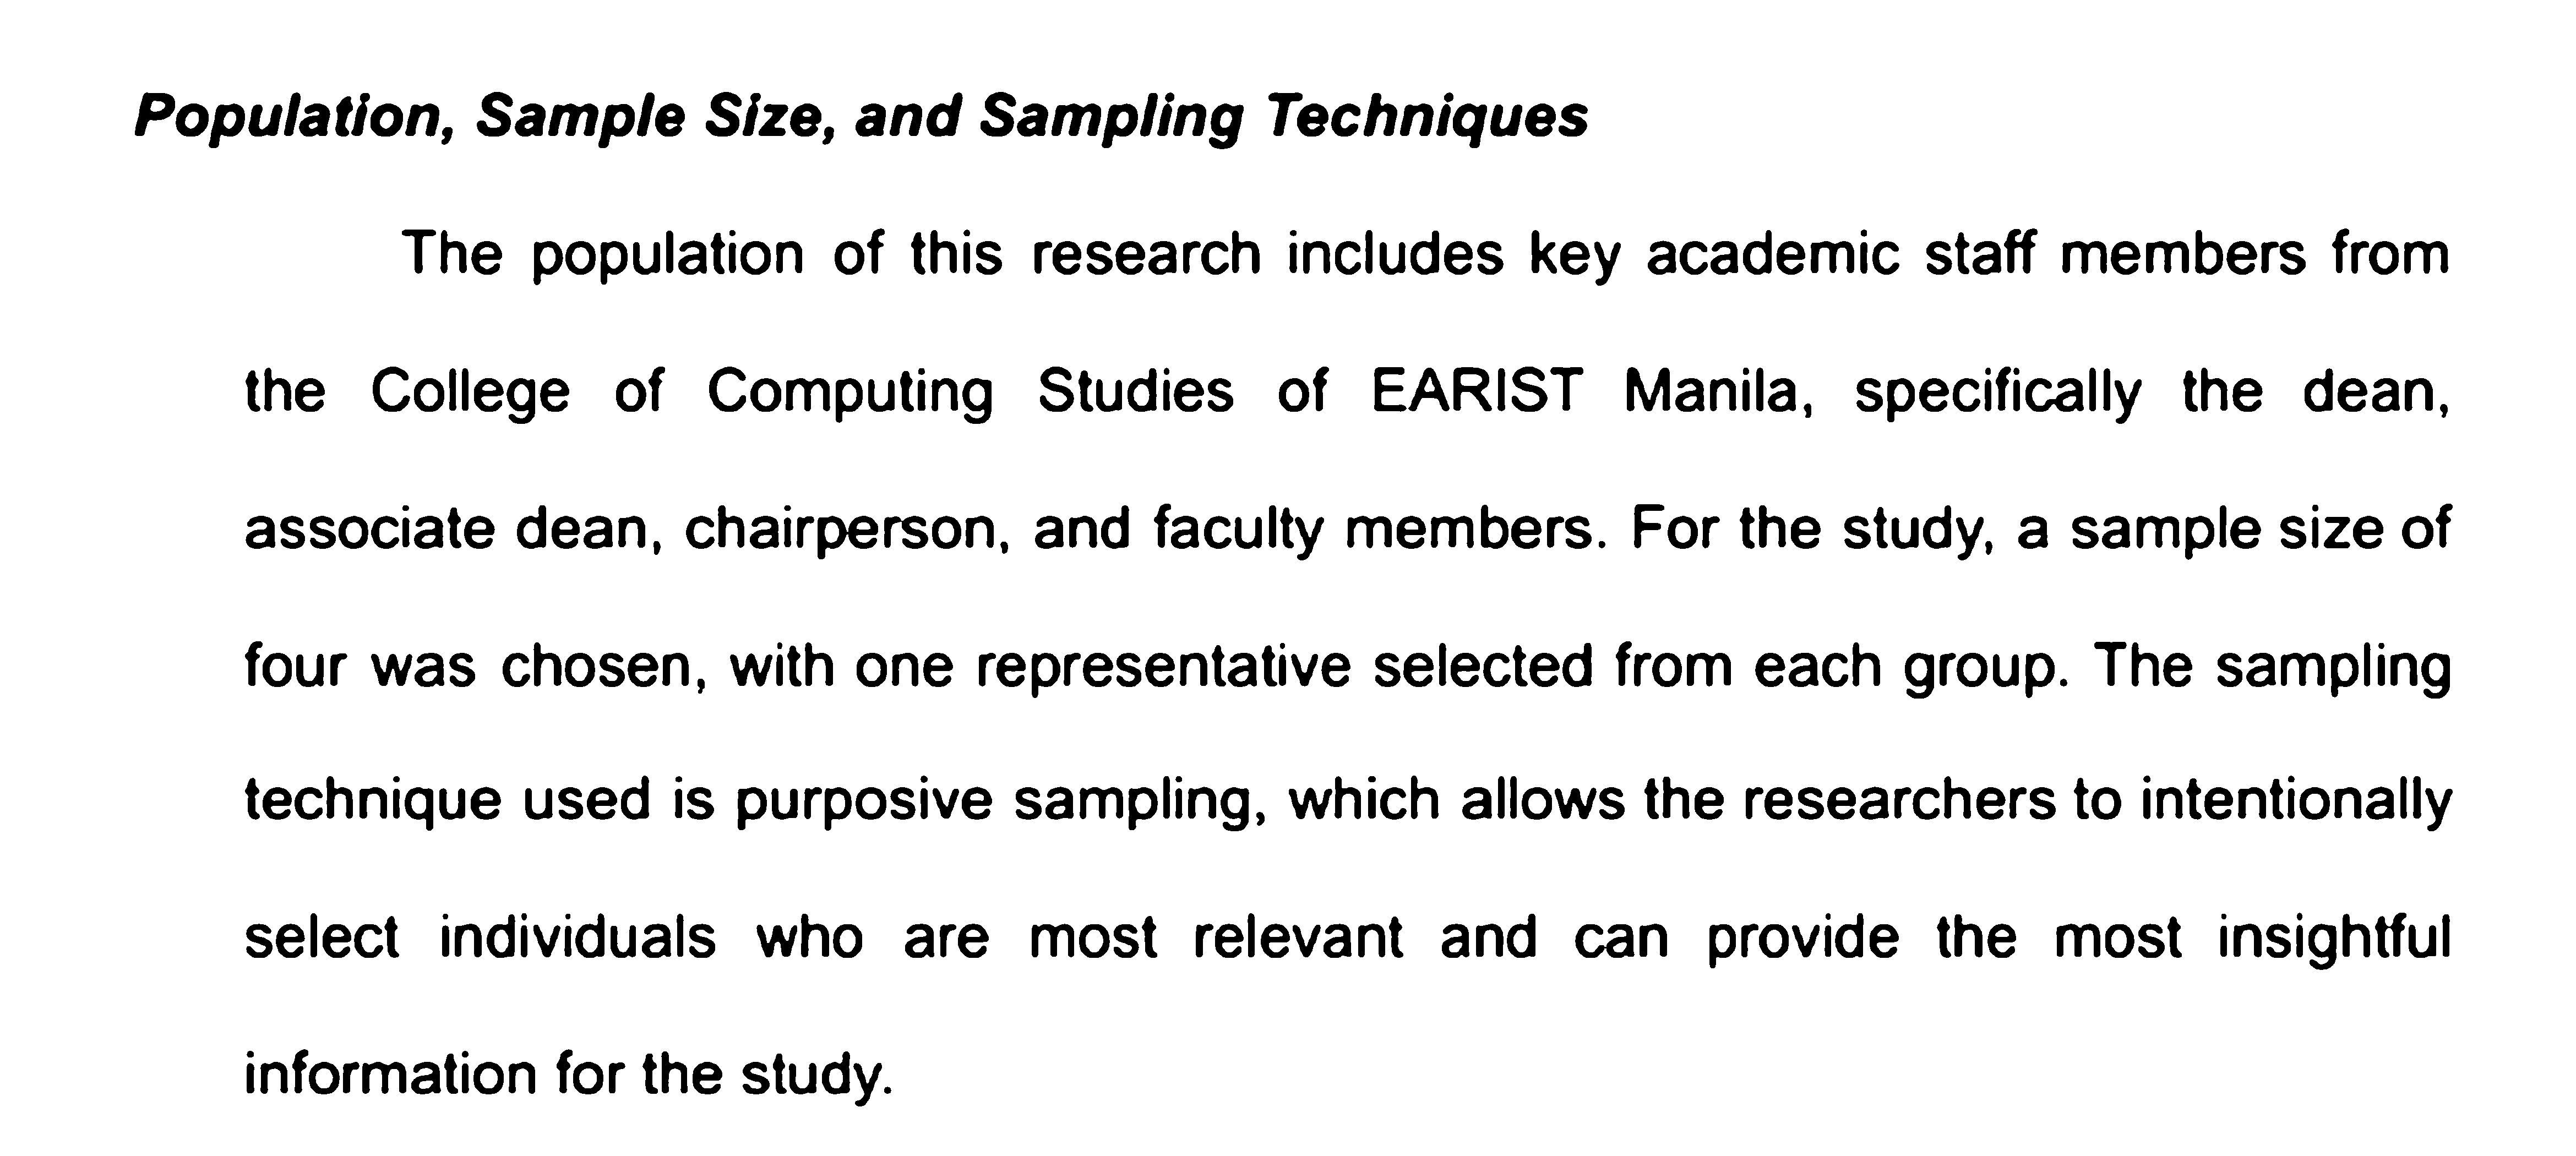 Population, Sample Size, and Sampling Techniques
The population of this research includes key academic staff members from
the College of Computing Studies of EARIST Manila, specifically the dean,
associate dean, chairperson, and faculty members. For the study, a sample size of
four was chosen, with one representative selected from each group. The sampling
technique used is purposive sampling, which allows the researchers to intentionally
select individuals who are most relevant and can provide the most insightful
information for the study.